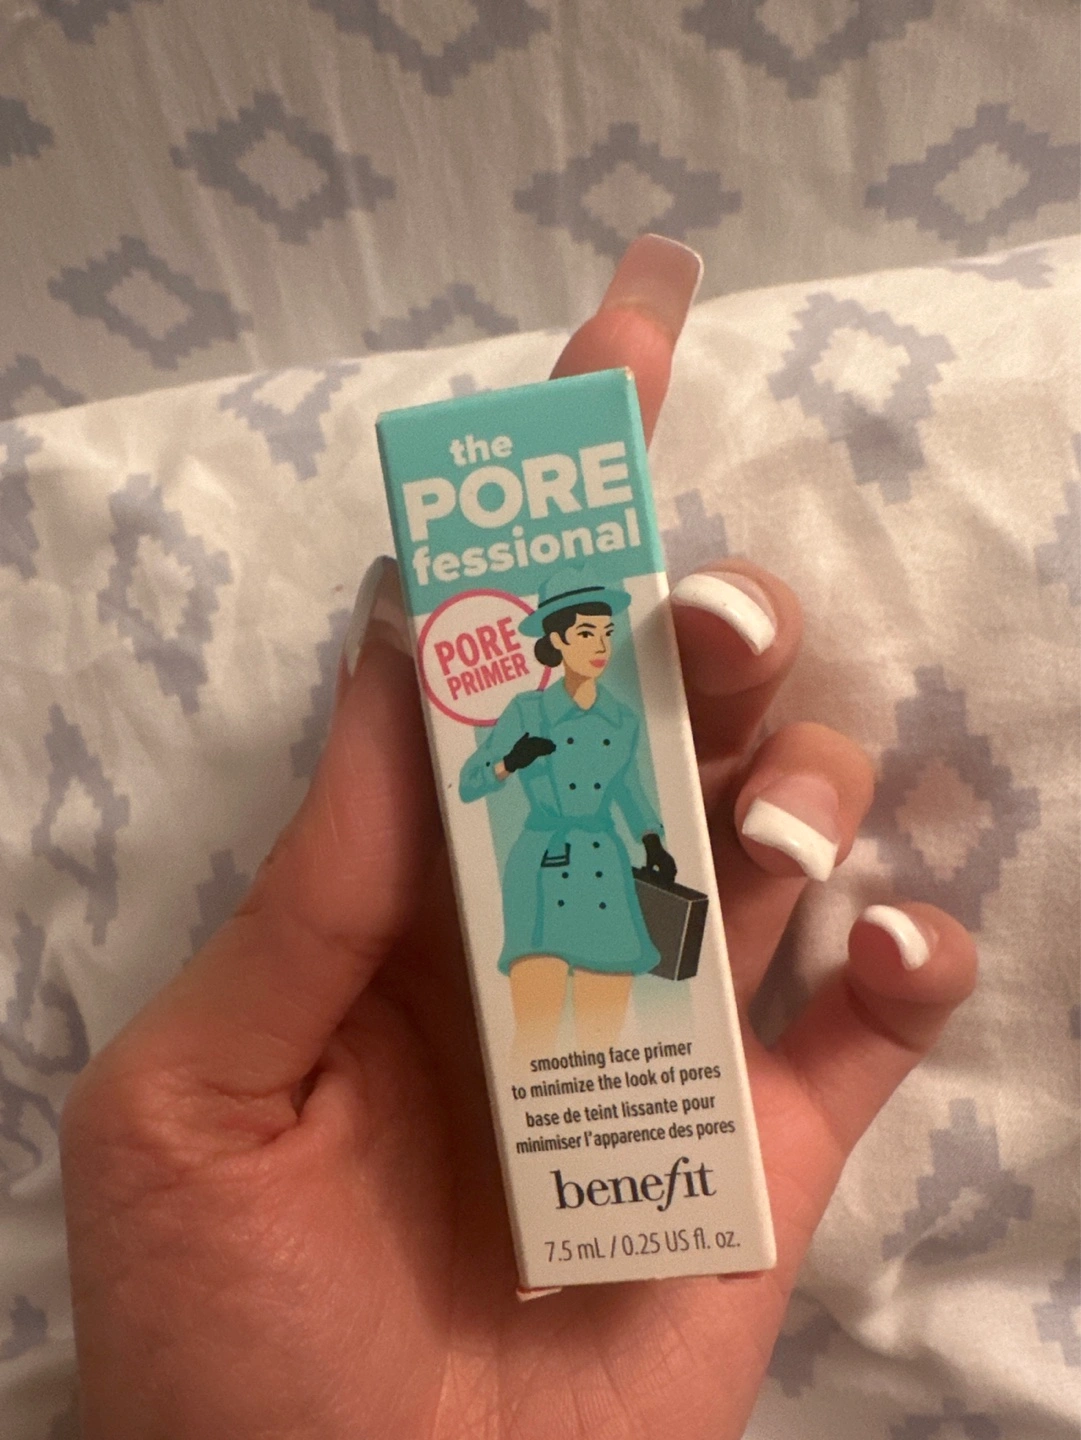 the
PORE
fessional
PORE
PRIMER
smoothing face primer
to minimize the look of pores
base de teint lissante pour
minimiser l'apparence des pores
benefit
7.5 mL / 0.25 US fl. oz.